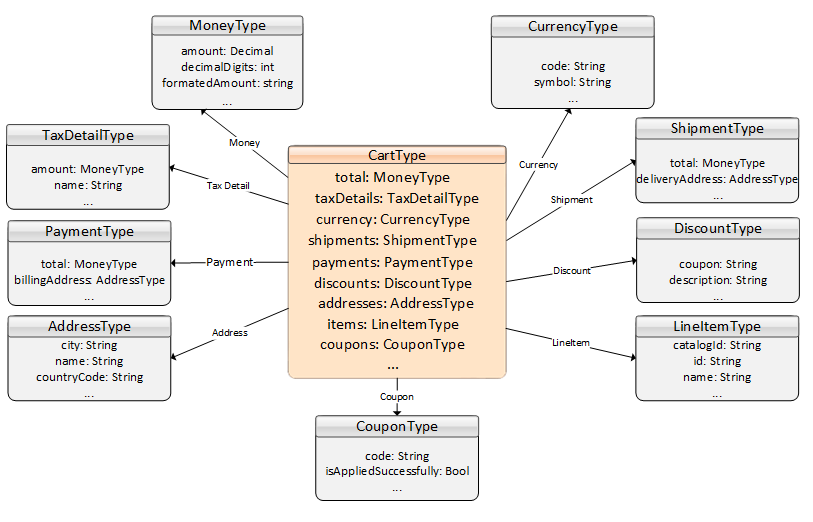 MoneyType
amount: Decimal
decimalDigits: int
formatedAmount: string
...
CurrencyType
code: String
symbol: String
...
TaxDetailType
amount: MoneyType
name: String
...
ShipmentType
total: MoneyType
deliveryAddress: AddressType
...
PaymentType
total: MoneyType
billingAddress: AddressType
...
DiscountType
coupon: String
description: String
...
AddressType
city: String
name: String
countryCode: String
...
LineItemType
catalogId: String
id: String
name: String
...
CartType
total: MoneyType
taxDetails: TaxDetailType
currency: CurrencyType
shipments: ShipmentType
payments: PaymentType
discounts: DiscountType
addresses: AddressType
items: LineItemType
coupons: CouponType
...
Money
Tax Detail
Payment
Address
Currency
Shipment
Discount
LineItem
Coupon
CouponType
code: String
isAppliedSuccessfully: Bool
...